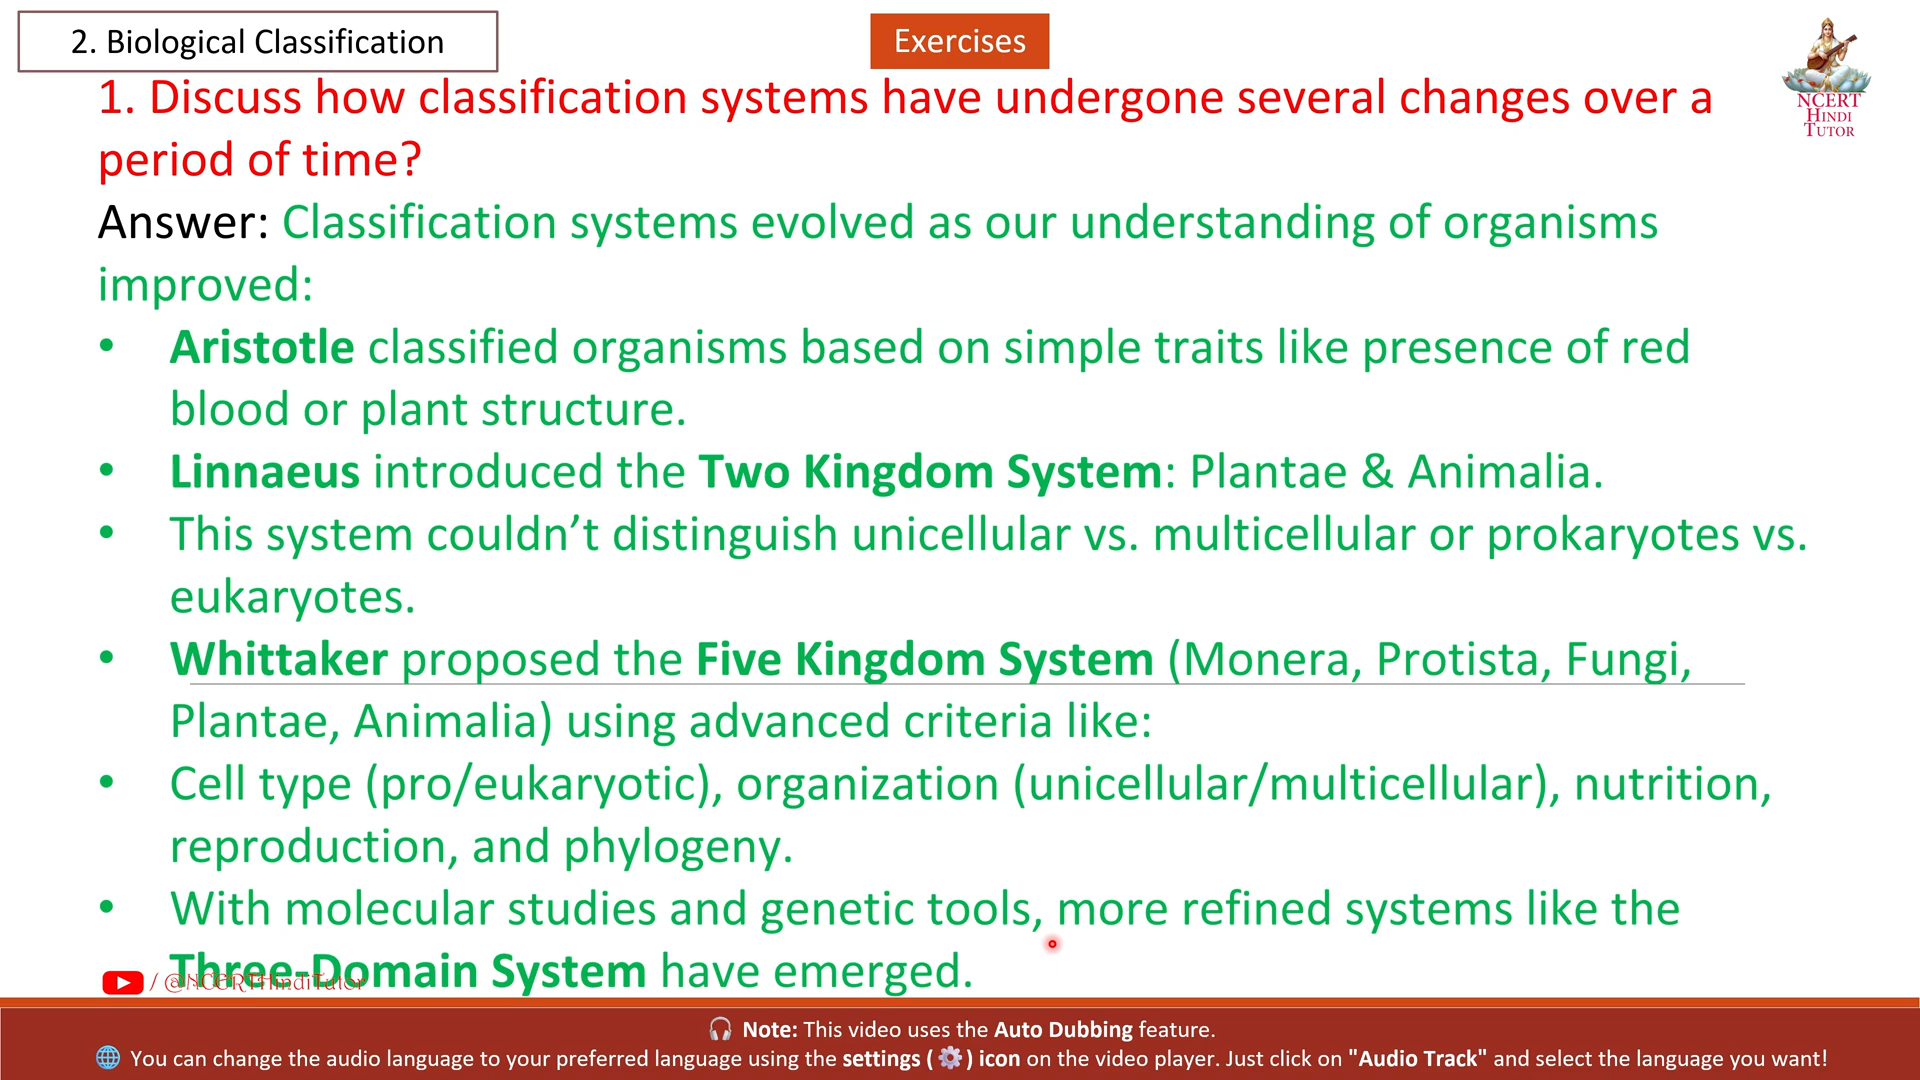 2. Biological Classification
Exercises
NCERT
HINDI
TUTOR
1. Discuss how classification systems have undergone several changes over a
period of time?
Answer: Classification systems evolved as our understanding of organisms
improved:
• Aristotle classified organisms based on simple traits like presence of red
blood or plant structure.
• Linnaeus introduced the Two Kingdom System: Plantae & Animalia.
• This system couldn’t distinguish unicellular vs. multicellular or prokaryotes vs.
eukaryotes.
• Whittaker proposed the Five Kingdom System (Monera, Protista, Fungi,
Plantae, Animalia) using advanced criteria like:
• Cell type (pro/eukaryotic), organization (unicellular/multicellular), nutrition,
reproduction, and phylogeny.
• With molecular studies and genetic tools, more refined systems like the
Three-Domain System have emerged.
/ @NCERTHindiTutor
🎧 Note: This video uses the Auto Dubbing feature.
🌐 You can change the audio language to your preferred language using the settings ( ⚙️ ) icon on the video player. Just click on "Audio Track" and select the language you want!